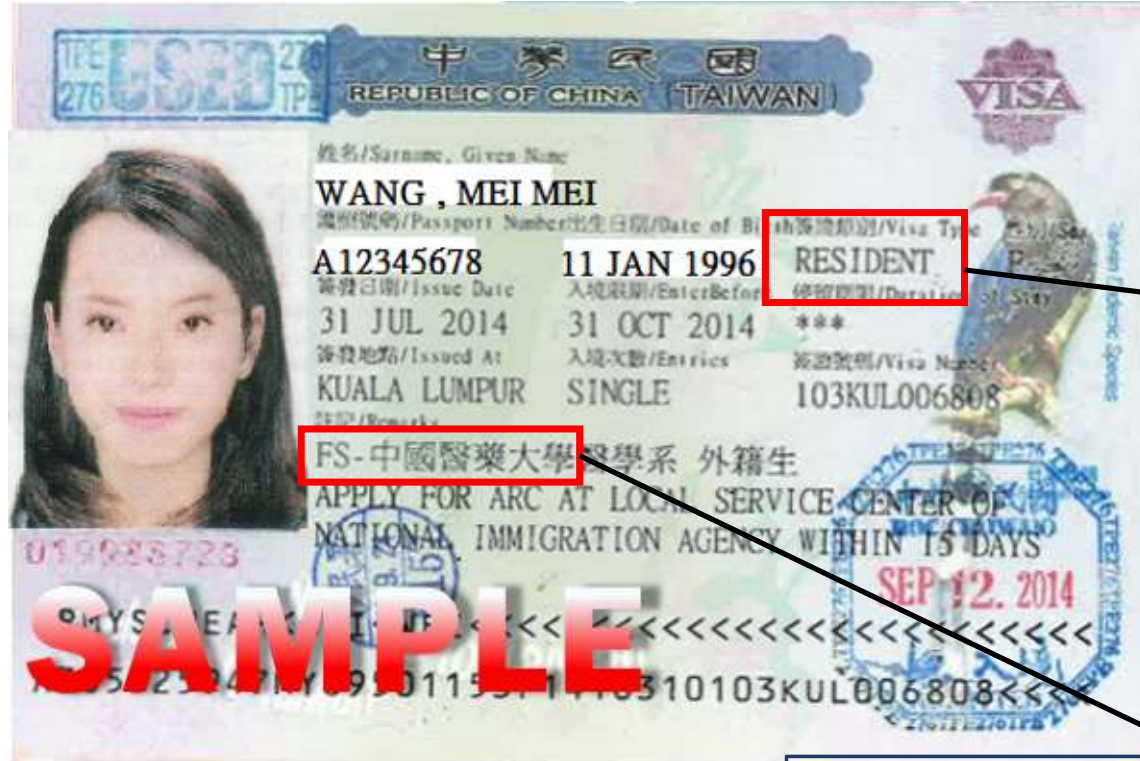 TPE 276 USED 276 TPE
中華民國
REPUBLIC OF CHINA (TAIWAN)
VISA
姓名/Surname, Given Name
WANG , MEI MEI
護照號碼/Passport Number 出生日期/Date of Birth 簽證類別/Visa Type
A12345678 11 JAN 1996 RESIDENT
簽發日期/Issue Date 入境限期/EnterBefore 停留期限/Duration of Stay
31 JUL 2014 31 OCT 2014 ***
簽發地點/Issued At 入境次數/Entries 簽證號碼/Visa Number
KUALA LUMPUR SINGLE 103KUL006808
註記/Remarks
FS-中國醫藥大學醫學系 外籍生
APPLY FOR ARC AT LOCAL SERVICE CENTER OF
NATIONAL IMMIGRATION AGENCY WITHIN 15 DAYS
SEP 12. 2014
SAMPLE